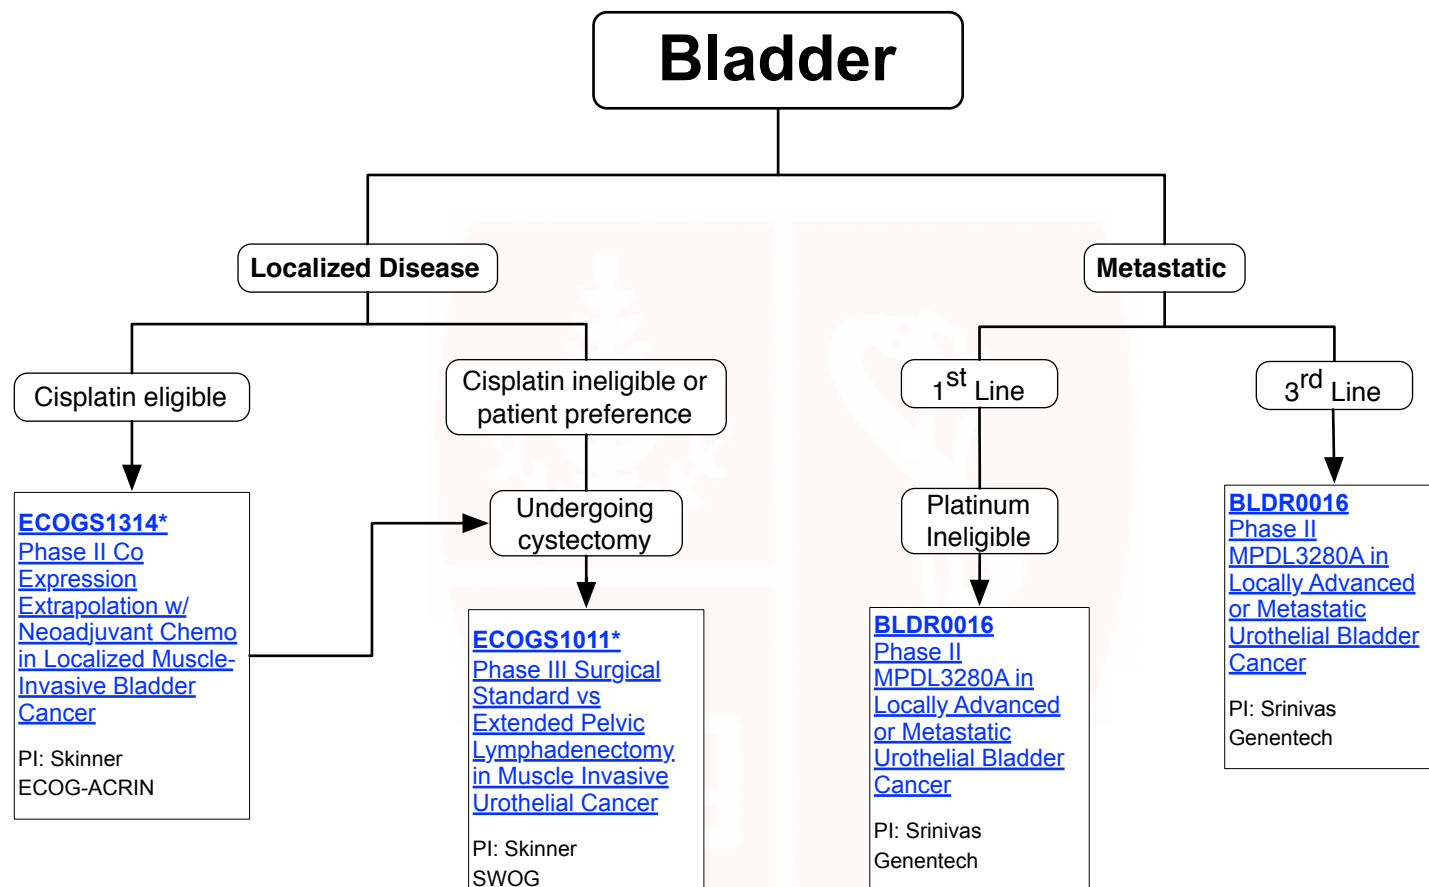 Bladder
Localized Disease
Metastatic
Cisplatin eligible
Cisplatin ineligible or
patient preference
1st Line
3rd Line
Undergoing
cystectomy
Platinum
Ineligible
ECOGS1314*
Phase II Co
Expression
Extrapolation w/
Neoadjuvant Chemo
in Localized Muscle-
Invasive Bladder
Cancer
PI: Skinner
ECOG-ACRIN
ECOGS1011*
Phase III Surgical
Standard vs
Extended Pelvic
Lymphadenectomy
in Muscle Invasive
Urothelial Cancer
PI: Skinner
SWOG
BLDR0016
Phase II
MPDL3280A in
Locally Advanced
or Metastatic
Urothelial Bladder
Cancer
PI: Srinivas
Genentech
BLDR0016
Phase II
MPDL3280A in
Locally Advanced
or Metastatic
Urothelial Bladder
Cancer
PI: Srinivas
Genentech